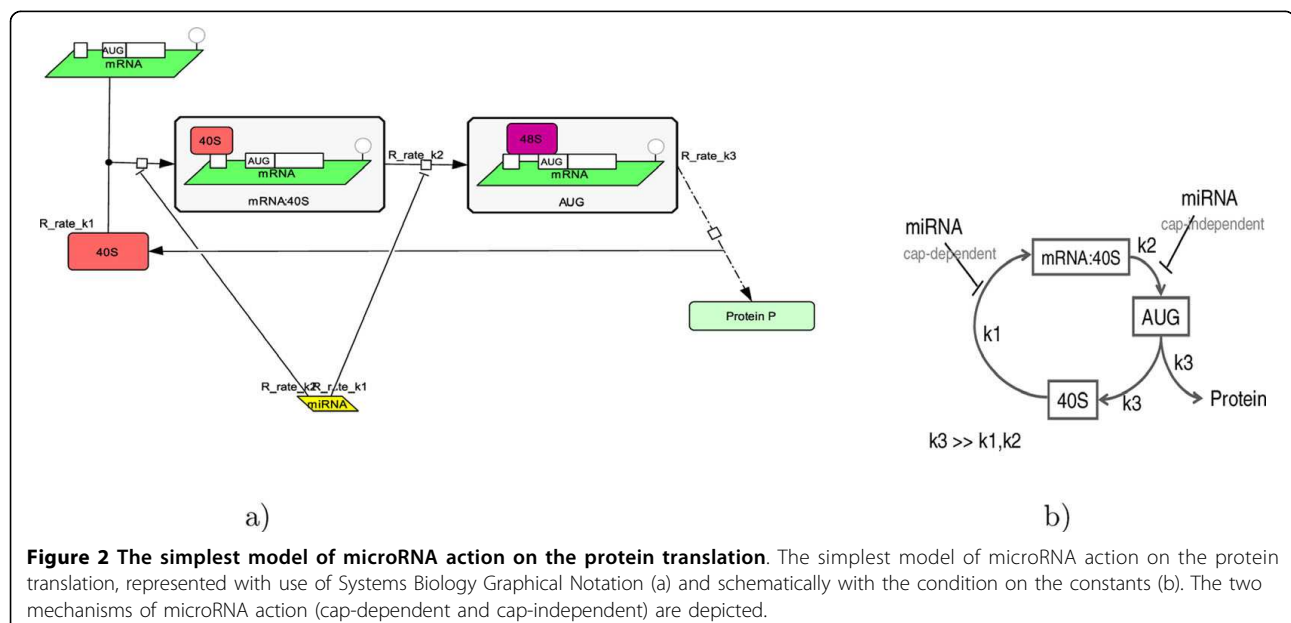 AUG
mRNA
40S
AUG
mRNA
mRNA:40S
R_rate_k2
48S
AUG
mRNA
AUG
R_rate_k3
R_rate_k1
40S
Protein P
R_rate_k2 R_rate_k1
miRNA
a)
miRNA
cap-dependent
miRNA
cap-independent
mRNA:40S
k2
AUG
k1
k3
40S
k3
Protein
k3 >> k1,k2
b)
Figure 2 The simplest model of microRNA action on the protein translation. The simplest model of microRNA action on the protein
translation, represented with use of Systems Biology Graphical Notation (a) and schematically with the condition on the constants (b). The two
mechanisms of microRNA action (cap-dependent and cap-independent) are depicted.